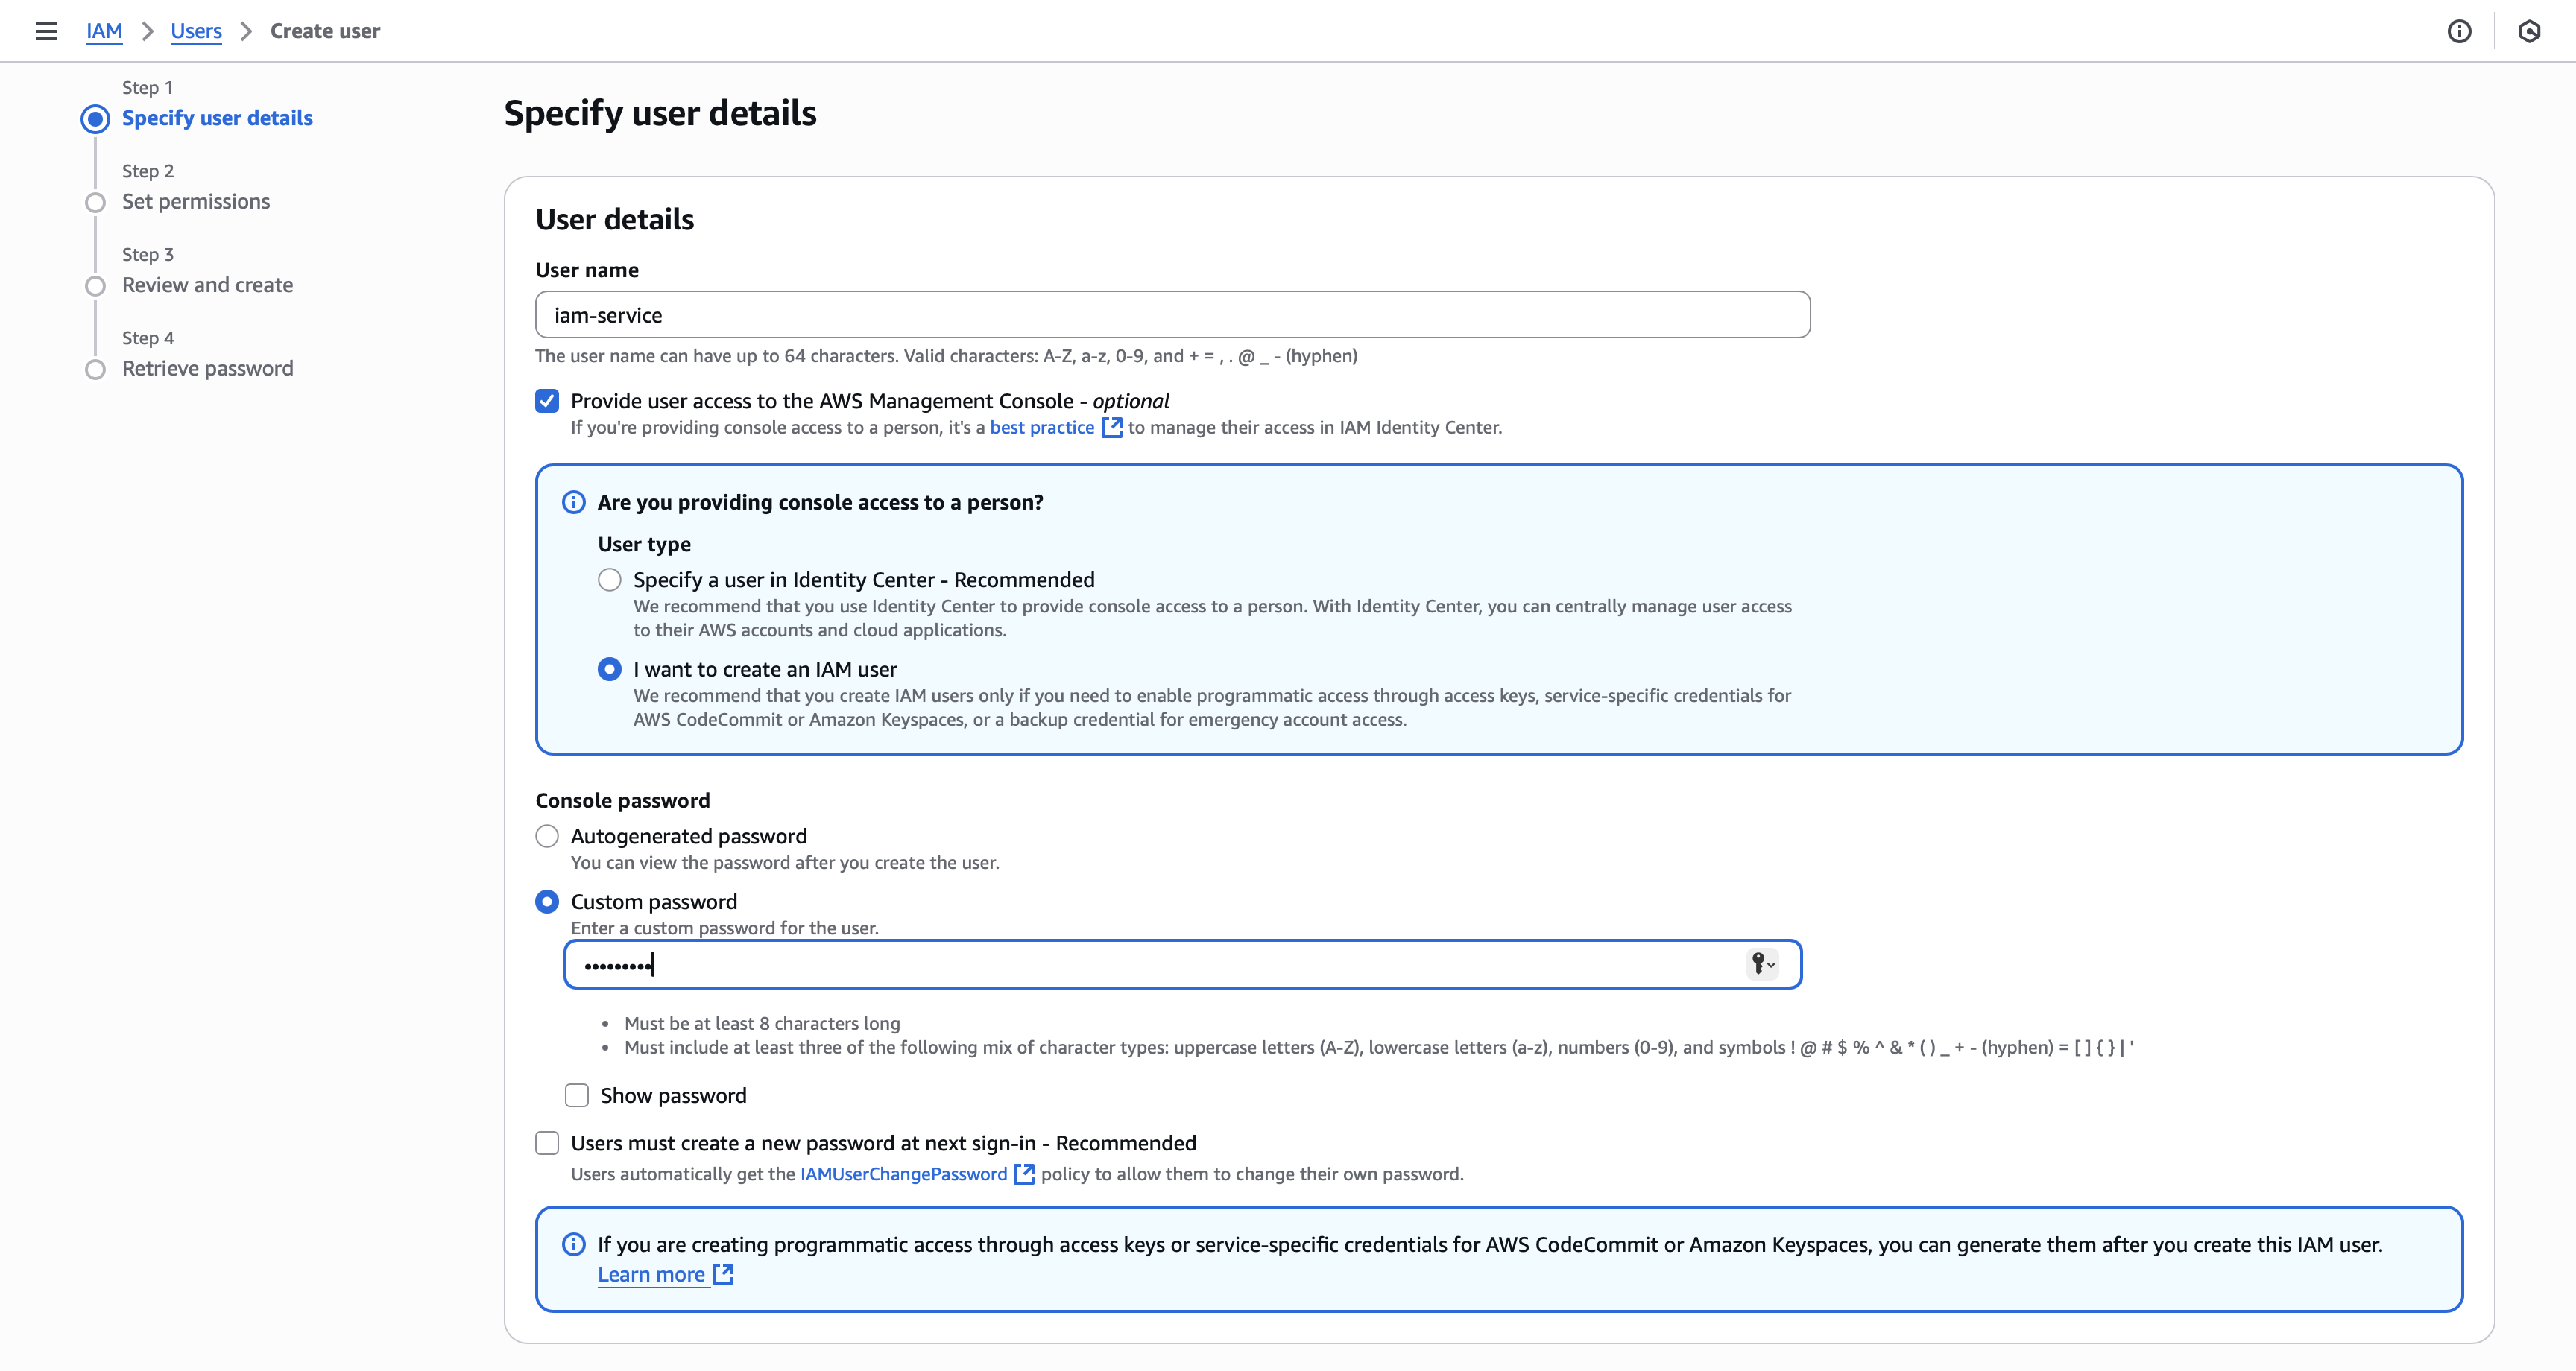 IAM > Users > Create user
Step 1
Specify user details
Step 2
Set permissions
Step 3
Review and create
Step 4
Retrieve password
Specify user details
User details
User name
iam-service
The user name can have up to 64 characters. Valid characters: A-Z, a-z, 0-9, and + = , . @ _ - (hyphen)
Provide user access to the AWS Management Console - optional
If you're providing console access to a person, it's a best practice to manage their access in IAM Identity Center.
Are you providing console access to a person?
User type
Specify a user in Identity Center - Recommended
We recommend that you use Identity Center to provide console access to a person. With Identity Center, you can centrally manage user access
to their AWS accounts and cloud applications.
I want to create an IAM user
We recommend that you create IAM users only if you need to enable programmatic access through access keys, service-specific credentials for
AWS CodeCommit or Amazon Keyspaces, or a backup credential for emergency account access.
Console password
Autogenerated password
You can view the password after you create the user.
Custom password
Enter a custom password for the user.
•••••••••
• Must be at least 8 characters long
• Must include at least three of the following mix of character types: uppercase letters (A-Z), lowercase letters (a-z), numbers (0-9), and symbols ! @ # $ % ^ & * ( ) _ + - (hyphen) = [ ] { } | '
Show password
Users must create a new password at next sign-in - Recommended
Users automatically get the IAMUserChangePassword policy to allow them to change their own password.
If you are creating programmatic access through access keys or service-specific credentials for AWS CodeCommit or Amazon Keyspaces, you can generate them after you create this IAM user.
Learn more